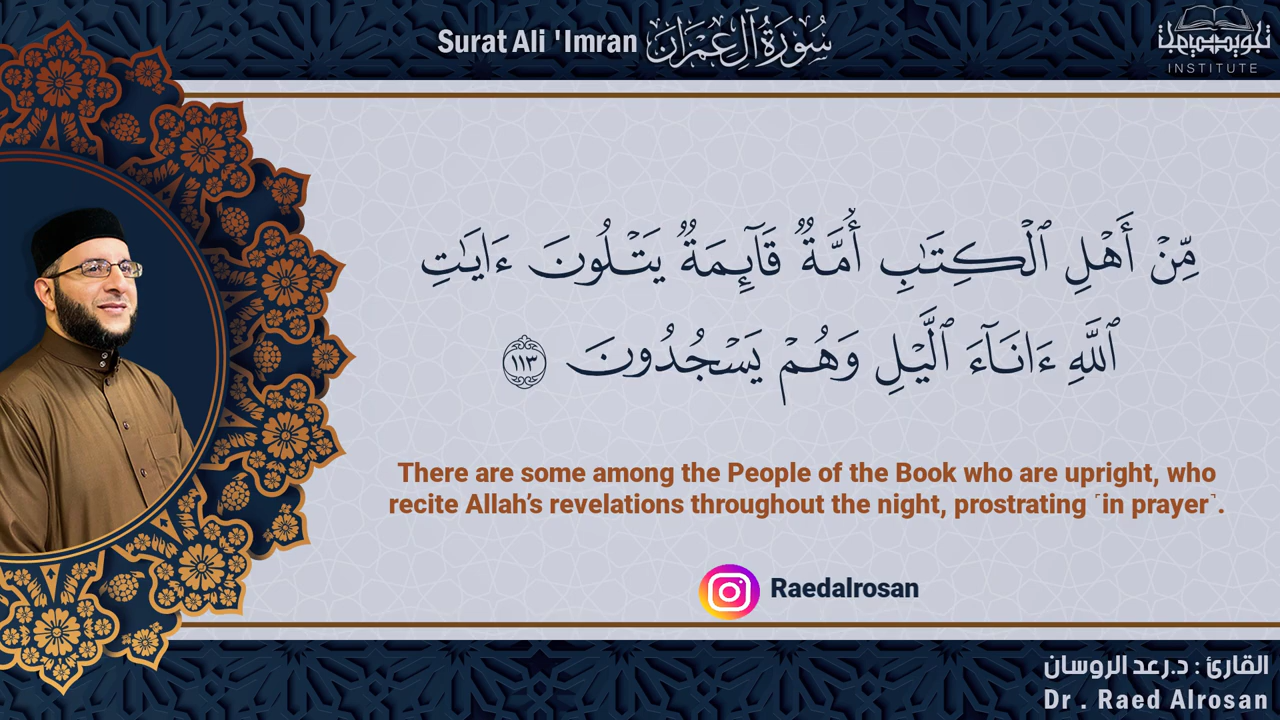 Surat Ali 'Imran سُورَةُ آلِ عِمْرَانَ
INSTITUTE
مِّنْ أَهْلِ ٱلْكِتَٰبِ أُمَّةٌ قَآئِمَةٌ يَتْلُونَ ءَايَٰتِ
ٱللَّهِ ءَانَآءَ ٱلَّيْلِ وَهُمْ يَسْجُدُونَ ١١٣
There are some among the People of the Book who are upright, who
recite Allah’s revelations throughout the night, prostrating ˹in prayer˺.
Raedalrosan
القارئ : د.رعد الروسان
Dr . Raed Alrosan